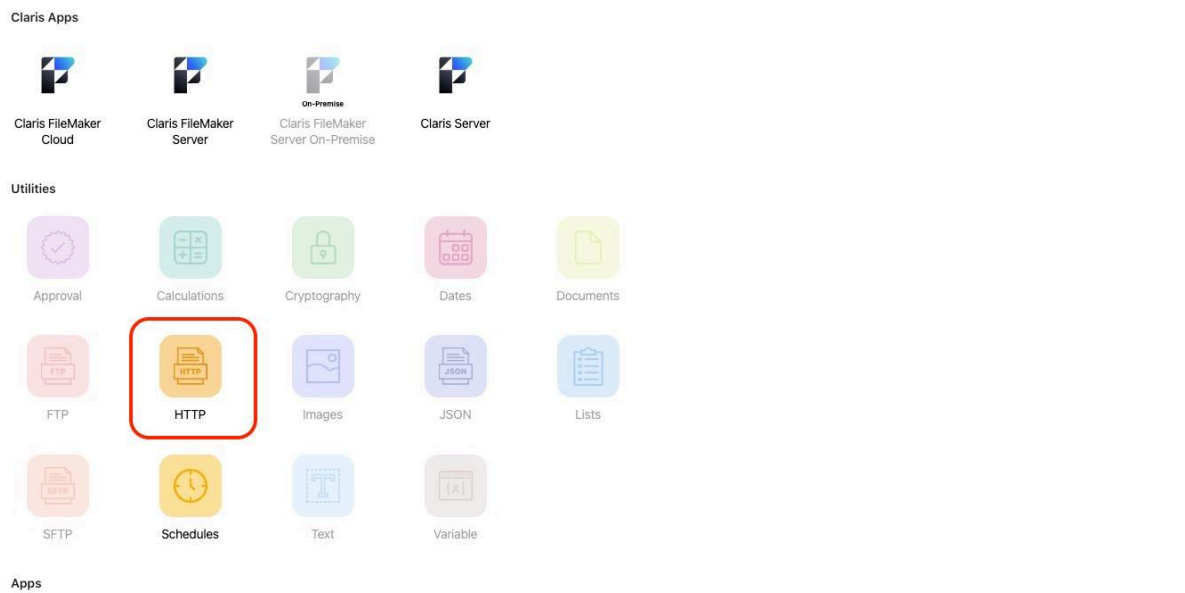 Claris Apps
On-Premise
Claris FileMaker
Cloud
Claris FileMaker
Server
Claris FileMaker
Server On-Premise
Claris Server
Utilities
Approval
Calculations
Cryptography
Dates
Documents
FTP
FTP
HTTP
HTTP
Images
JSON
JSON
Lists
SFTP
SFTP
Schedules
T
Text
(x)
Variable
Apps